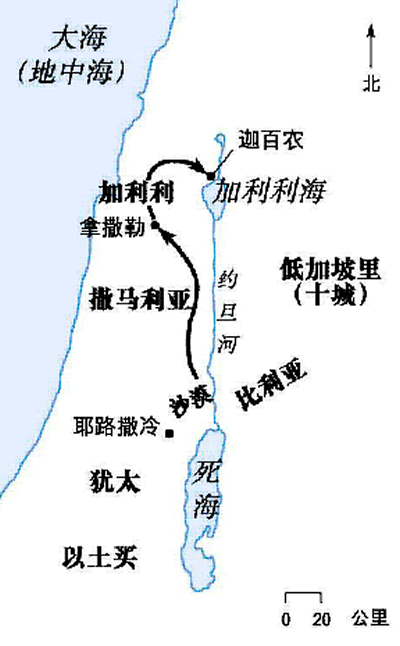 大海
(地中海)
北
迦百农
加利利
加利利海
拿撒勒
约旦河
低加坡里
(十城)
撒马利亚
沙漠
比利亚
耶路撒冷
犹太
死海
以土买
0 20 公里